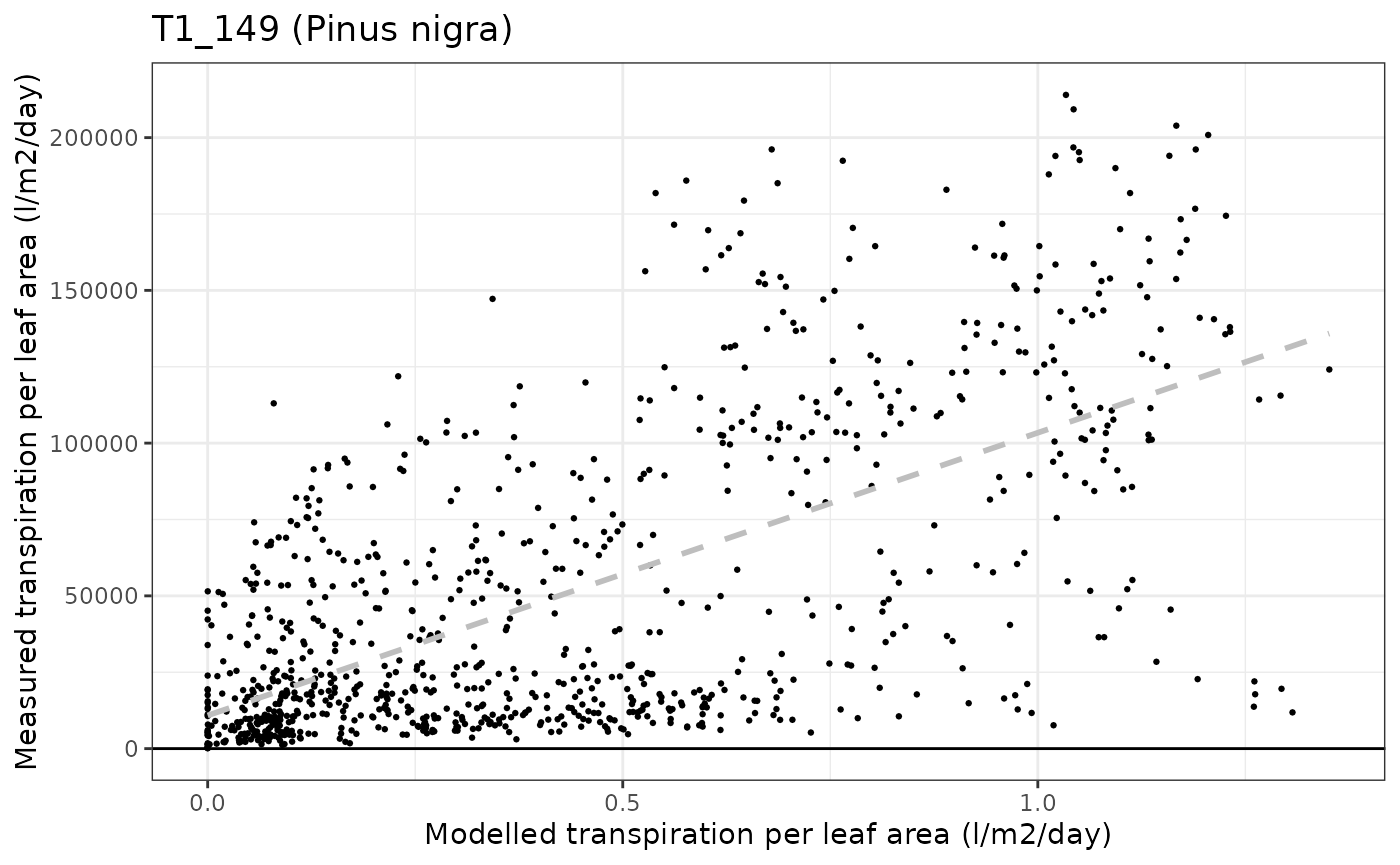 T1_149 (Pinus nigra)
Measured transpiration per leaf area (l/m2/day)
200000
150000
100000
50000
0
0.0
0.5
1.0
Modelled transpiration per leaf area (l/m2/day)